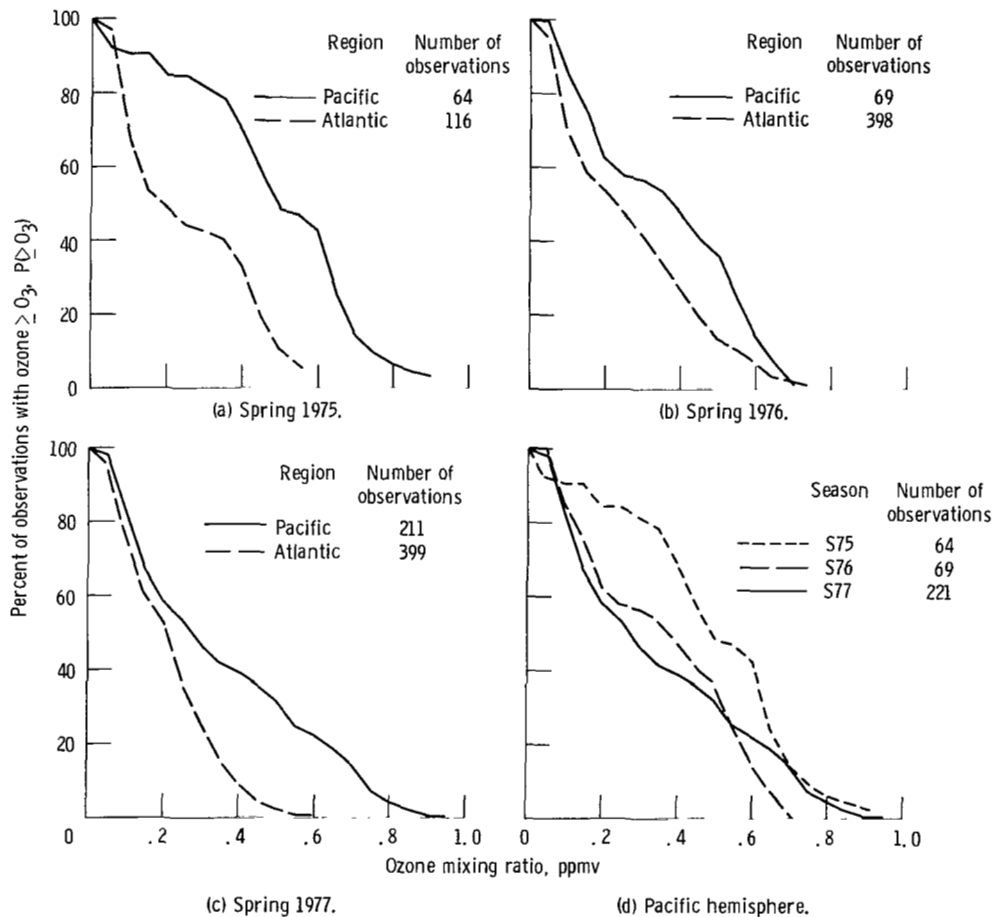 Percent of observations with ozone ≥ O3, P(≥O3)
100
80
60
40
20
0
Region Number of observations
Pacific 64
Atlantic 116
(a) Spring 1975.
Region Number of observations
Pacific 69
Atlantic 398
(b) Spring 1976.
100
80
60
40
20
0 .2 .4 .6 .8 1.0
Region Number of observations
Pacific 211
Atlantic 399
(c) Spring 1977.
Season Number of observations
S75 64
S76 69
S77 221
0 .2 .4 .6 .8 1.0
Ozone mixing ratio, ppmv
(d) Pacific hemisphere.